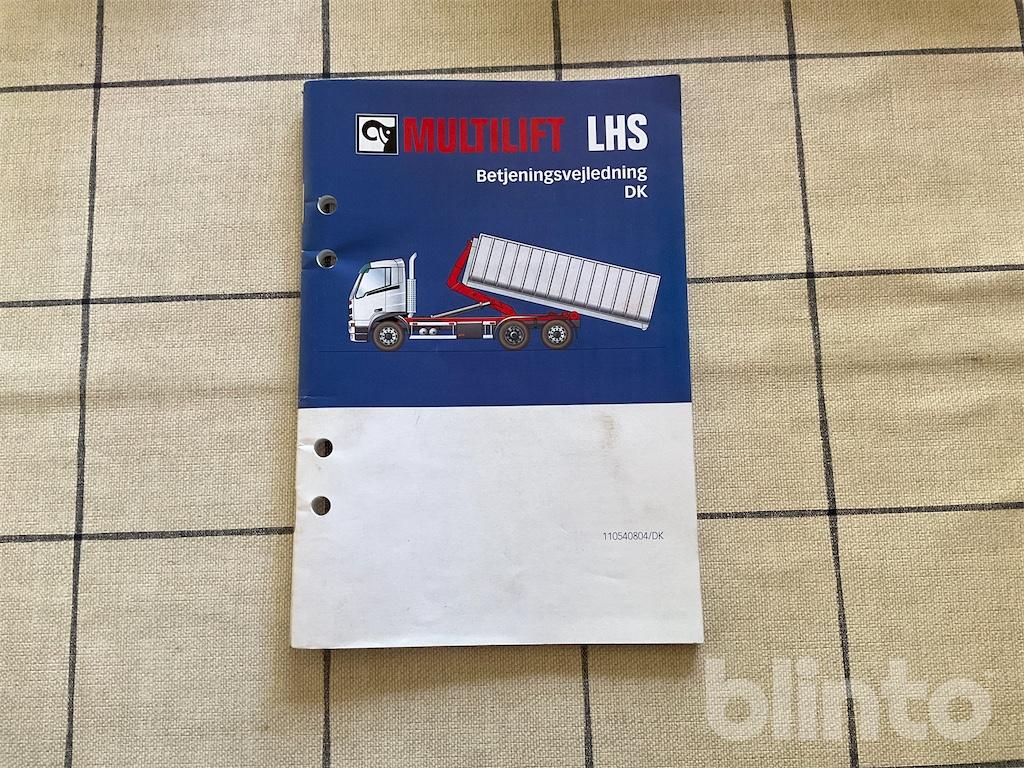 MULTILIFT LHS
Betjeningsvejledning
DK
110540804/DK
blinto